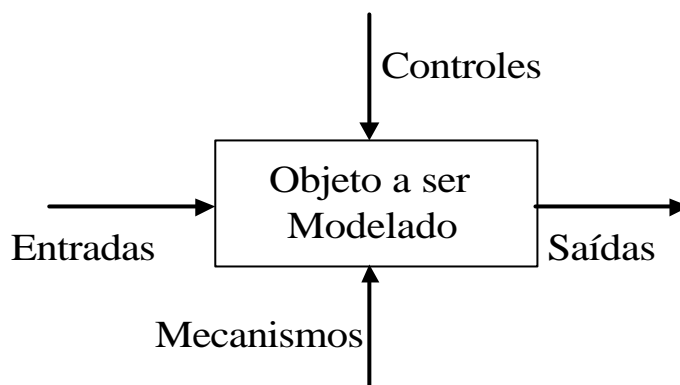 Controles
Objeto a ser
Modelado
Entradas
Saídas
Mecanismos